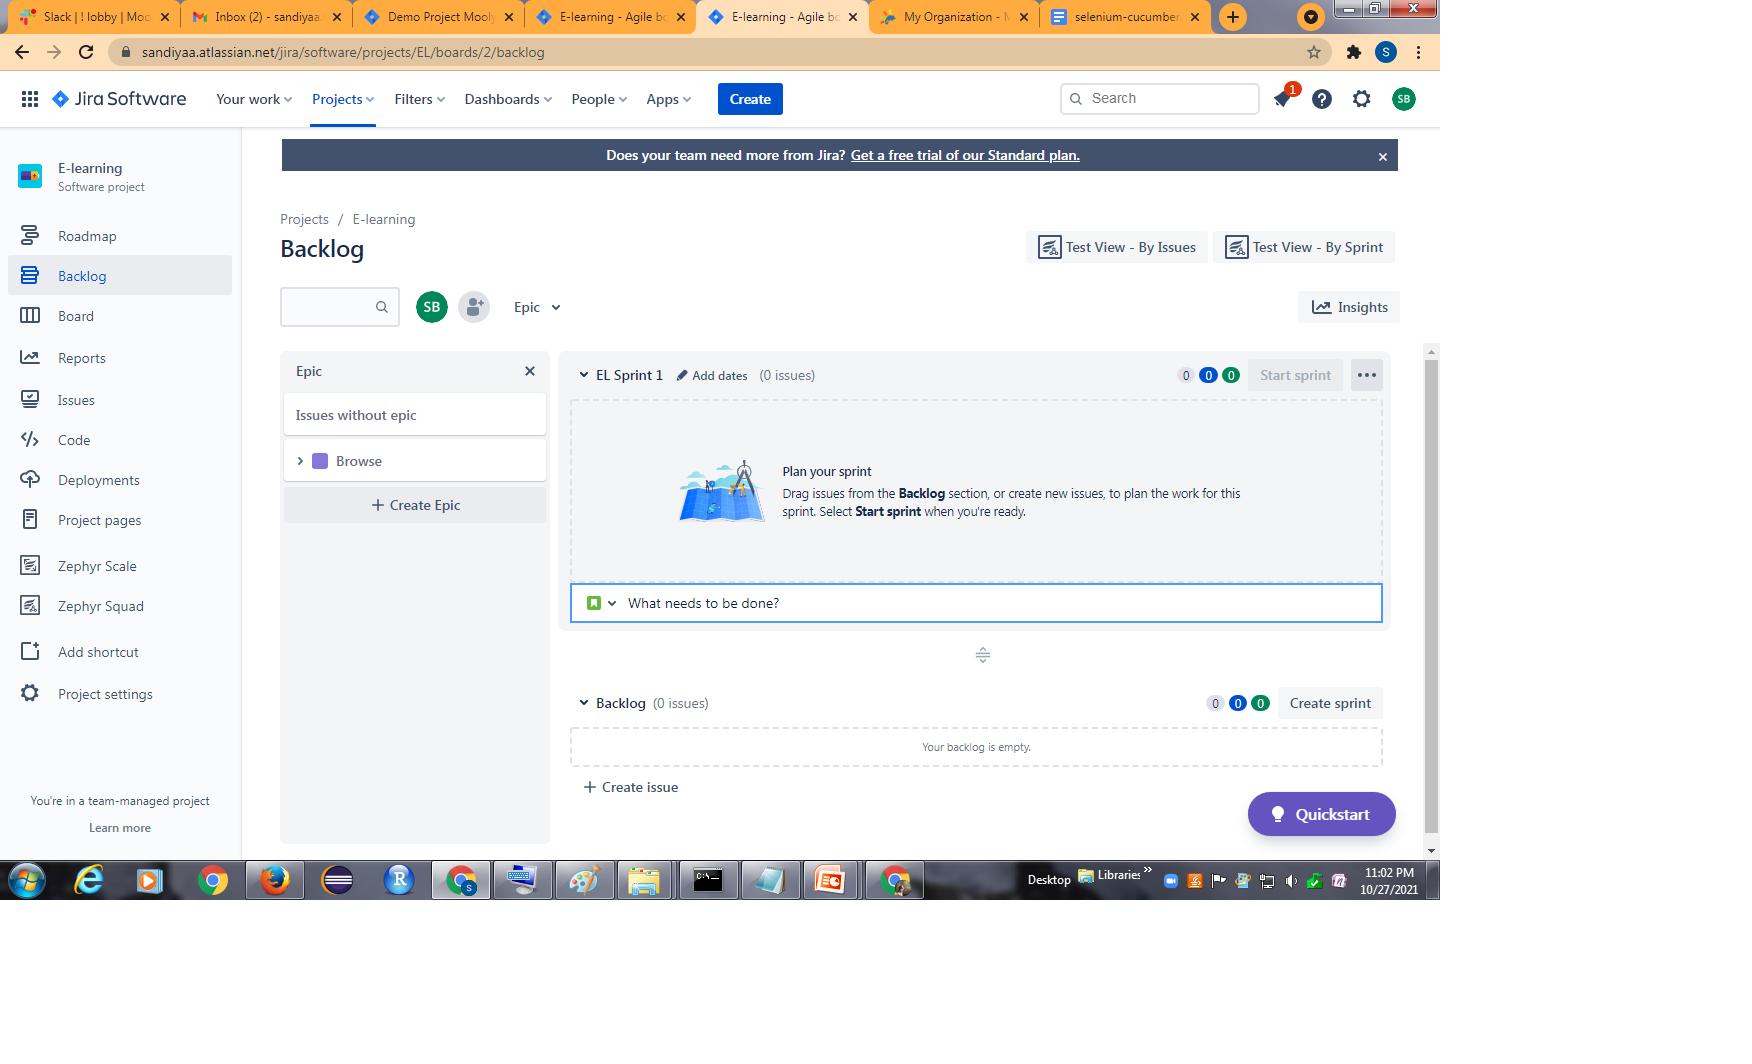 Slack | ! lobby | Moo
Inbox (2) - sandiyaa
Demo Project Mooly
E-learning - Agile bo
E-learning - Agile bo
My Organization - M
selenium-cucumber
sandiyaa.atlassian.net/jira/software/projects/EL/boards/2/backlog
S
Jira Software
Your work
Projects
Filters
Dashboards
People
Apps
Create
Search
1
SB
Does your team need more from Jira? Get a free trial of our Standard plan.
E-learning
Software project
Roadmap
Backlog
Board
Reports
Issues
Code
Deployments
Project pages
Zephyr Scale
Zephyr Squad
Add shortcut
Project settings
You're in a team-managed project
Learn more
Projects / E-learning
Backlog
Test View - By Issues
Test View - By Sprint
SB
Epic
Insights
Epic
Issues without epic
Browse
Create Epic
EL Sprint 1
Add dates
(0 issues)
0 0 0
Start sprint
Plan your sprint
Drag issues from the Backlog section, or create new issues, to plan the work for this
sprint. Select Start sprint when you're ready.
What needs to be done?
Backlog (0 issues)
0 0 0
Create sprint
Your backlog is empty.
Create issue
Quickstart
R
S
C:\
Desktop
Libraries
11:02 PM
10/27/2021